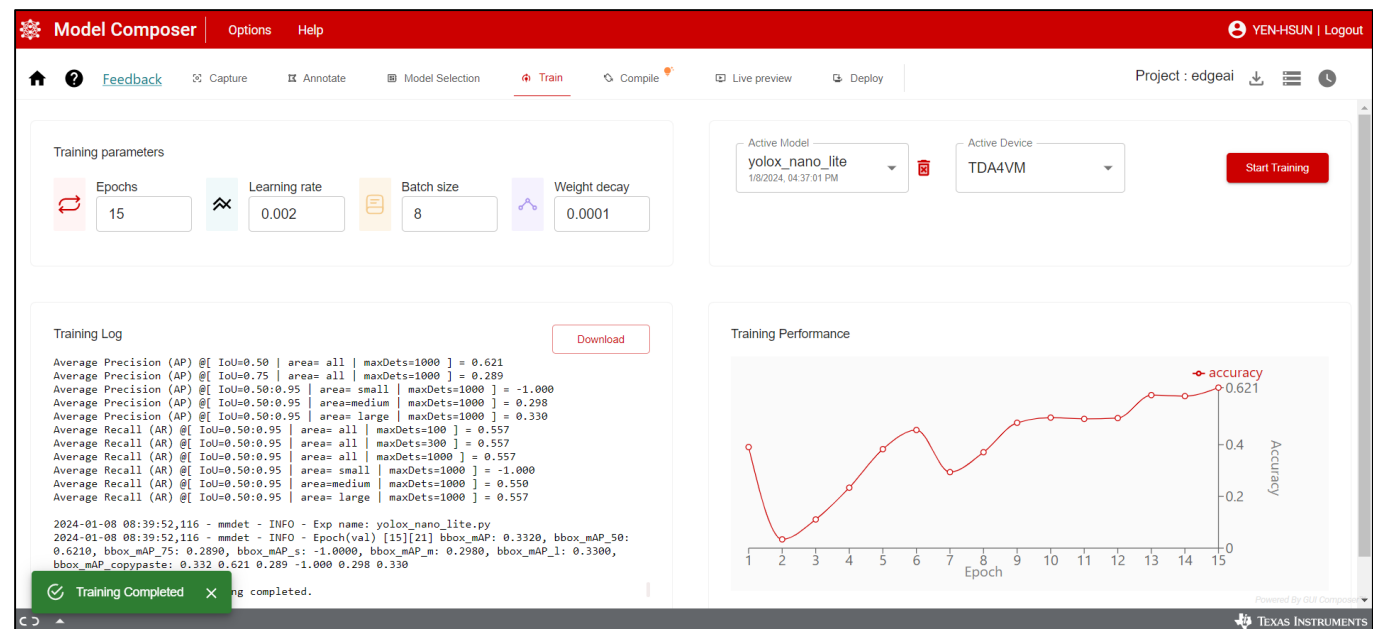 Model Composer
Options
Help
YEN-HSUN | Logout
Feedback
Capture
Annotate
Model Selection
Train
Compile
Live preview
Deploy
Project : edgeai
Training parameters
Epochs
15
Learning rate
0.002
Batch size
8
Weight decay
0.0001
Active Model
yolox_nano_lite
1/8/2024, 04:37:01 PM
Active Device
TDA4VM
Start Training
Training Log
Download
Average Precision (AP) @[ IoU=0.50 | area= all | maxDets=1000 ] = 0.621
Average Precision (AP) @[ IoU=0.75 | area= all | maxDets=1000 ] = 0.289
Average Precision (AP) @[ IoU=0.50:0.95 | area= small | maxDets=1000 ] = -1.000
Average Precision (AP) @[ IoU=0.50:0.95 | area=medium | maxDets=1000 ] = 0.298
Average Precision (AP) @[ IoU=0.50:0.95 | area= large | maxDets=1000 ] = 0.330
Average Recall (AR) @[ IoU=0.50:0.95 | area= all | maxDets=100 ] = 0.557
Average Recall (AR) @[ IoU=0.50:0.95 | area= all | maxDets=300 ] = 0.557
Average Recall (AR) @[ IoU=0.50:0.95 | area= all | maxDets=1000 ] = 0.557
Average Recall (AR) @[ IoU=0.50:0.95 | area= small | maxDets=1000 ] = -1.000
Average Recall (AR) @[ IoU=0.50:0.95 | area=medium | maxDets=1000 ] = 0.550
Average Recall (AR) @[ IoU=0.50:0.95 | area= large | maxDets=1000 ] = 0.557
2024-01-08 08:39:52,116 - mmdet - INFO - Exp name: yolox_nano_lite.py
2024-01-08 08:39:52,116 - mmdet - INFO - Epoch(val) [15][21] bbox_mAP: 0.3320, bbox_mAP_50:
0.6210, bbox_mAP_75: 0.2890, bbox_mAP_s: -1.0000, bbox_mAP_m: 0.2980, bbox_mAP_l: 0.3300,
bbox_mAP_copypaste: 0.332 0.621 0.289 -1.000 0.298 0.330
ng completed.
Training Completed
Training Performance
accuracy
0.621
0.4
0.2
0
Accuracy
1 2 3 4 5 6 7 8 9 10 11 12 13 14 15
Epoch
Powered By GUI Composer
TEXAS INSTRUMENTS